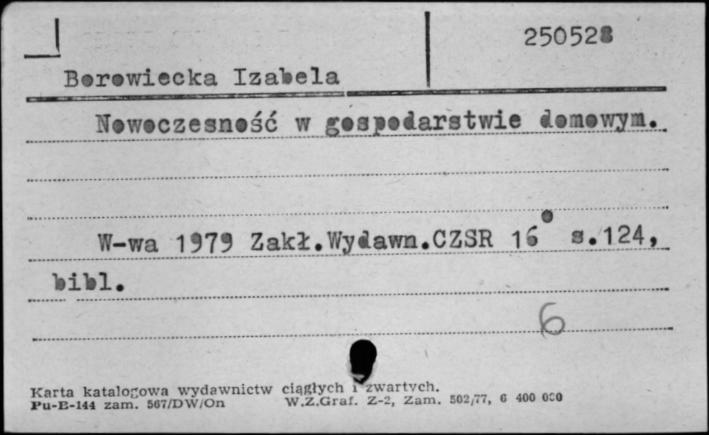 250528
Borowiecka Izabela
Nowoczesność w gospodarstwie domowym.
W-wa 1979 Zakł.Wydawn.CZSR 16° s.124,
bibl.
6
Karta katalogowa wydawnictw ciągłych i zwartych.
Pu-B-144 zam. 567/DW/On W.Z.Graf. Z-2, Zam. 502/77, 6 400 000